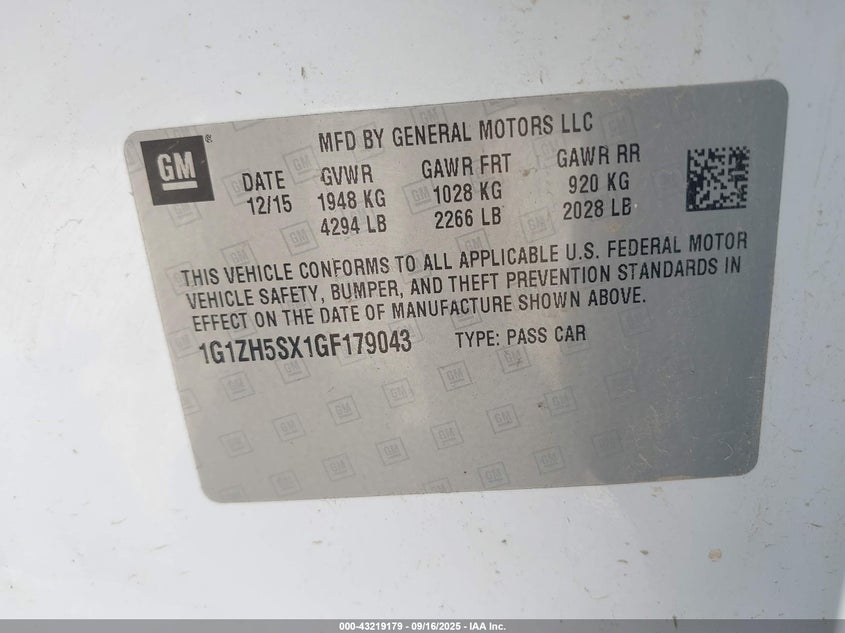 MFD BY GENERAL MOTORS LLC
GM ®
DATE GVWR GAWR FRT GAWR RR
12/15 1948 KG 1028 KG 920 KG
4294 LB 2266 LB 2028 LB
THIS VEHICLE CONFORMS TO ALL APPLICABLE U.S. FEDERAL MOTOR
VEHICLE SAFETY, BUMPER, AND THEFT PREVENTION STANDARDS IN
EFFECT ON THE DATE OF MANUFACTURE SHOWN ABOVE.
1G1ZH5SX1GF179043 TYPE: PASS CAR
000-43219179 - 09/16/2025 - IAA Inc.